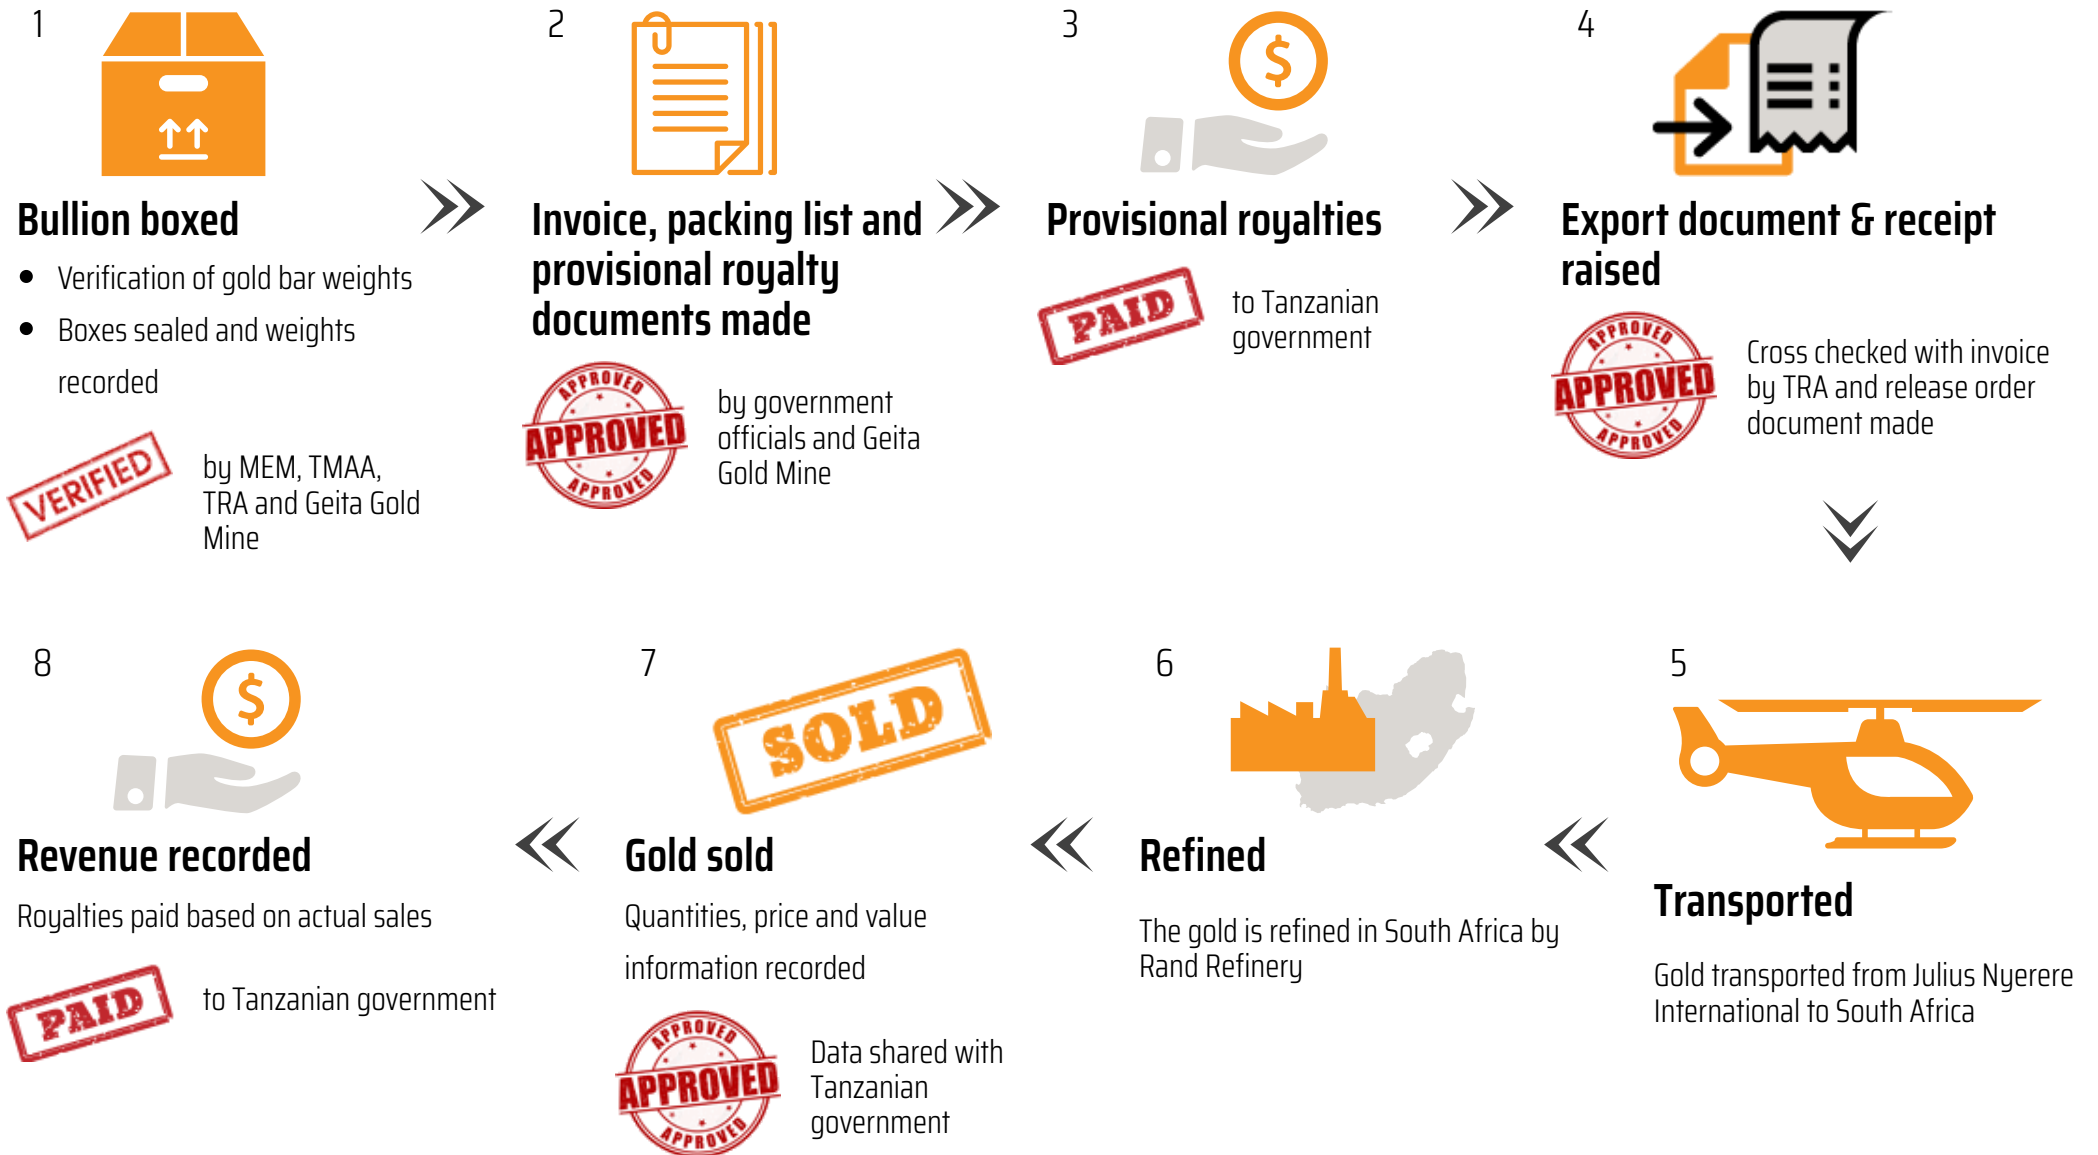 1
Bullion boxed
• Verification of gold bar weights
• Boxes sealed and weights
recorded
VERIFIED
by MEM, TMAA,
TRA and Geita Gold
Mine
2
Invoice, packing list and
provisional royalty
documents made
APPROVED
APPROVED
APPROVED
by government
officials and Geita
Gold Mine
3
$
Provisional royalties
PAID
to Tanzanian
government
4
Export document & receipt
raised
APPROVED
APPROVED
APPROVED
Cross checked with invoice
by TRA and release order
document made
5
Transported
Gold transported from Julius Nyerere
International to South Africa
6
Refined
The gold is refined in South Africa by
Rand Refinery
7
SOLD
Gold sold
Quantities, price and value
information recorded
APPROVED
APPROVED
APPROVED
Data shared with
Tanzanian
government
8
$
Revenue recorded
Royalties paid based on actual sales
PAID
to Tanzanian government